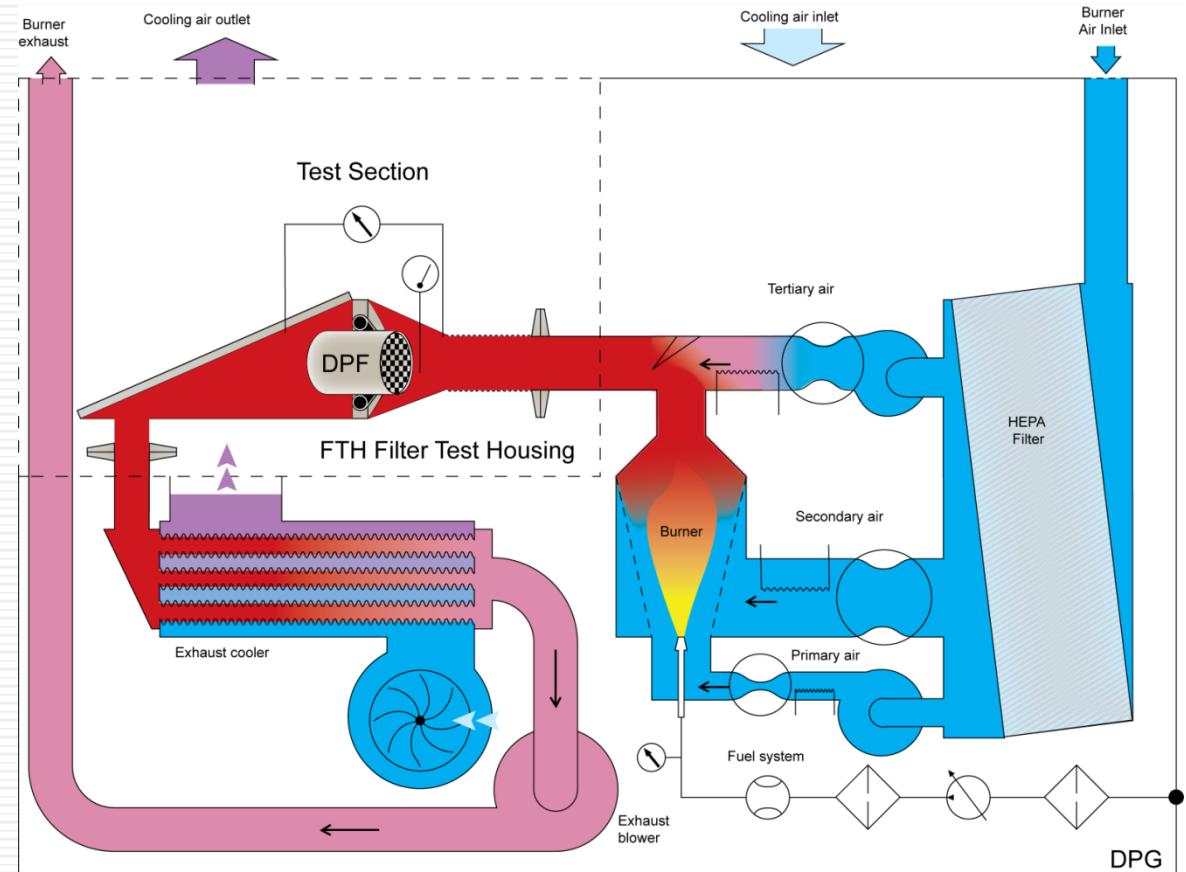 Burner
exhaust
Cooling air outlet
Cooling air inlet
Burner
Air Inlet
Test Section
Tertiary air
DPF
HEPA
Filter
FTH Filter Test Housing
Secondary air
Burner
Exhaust cooler
Primary air
Fuel system
Exhaust
blower
DPG